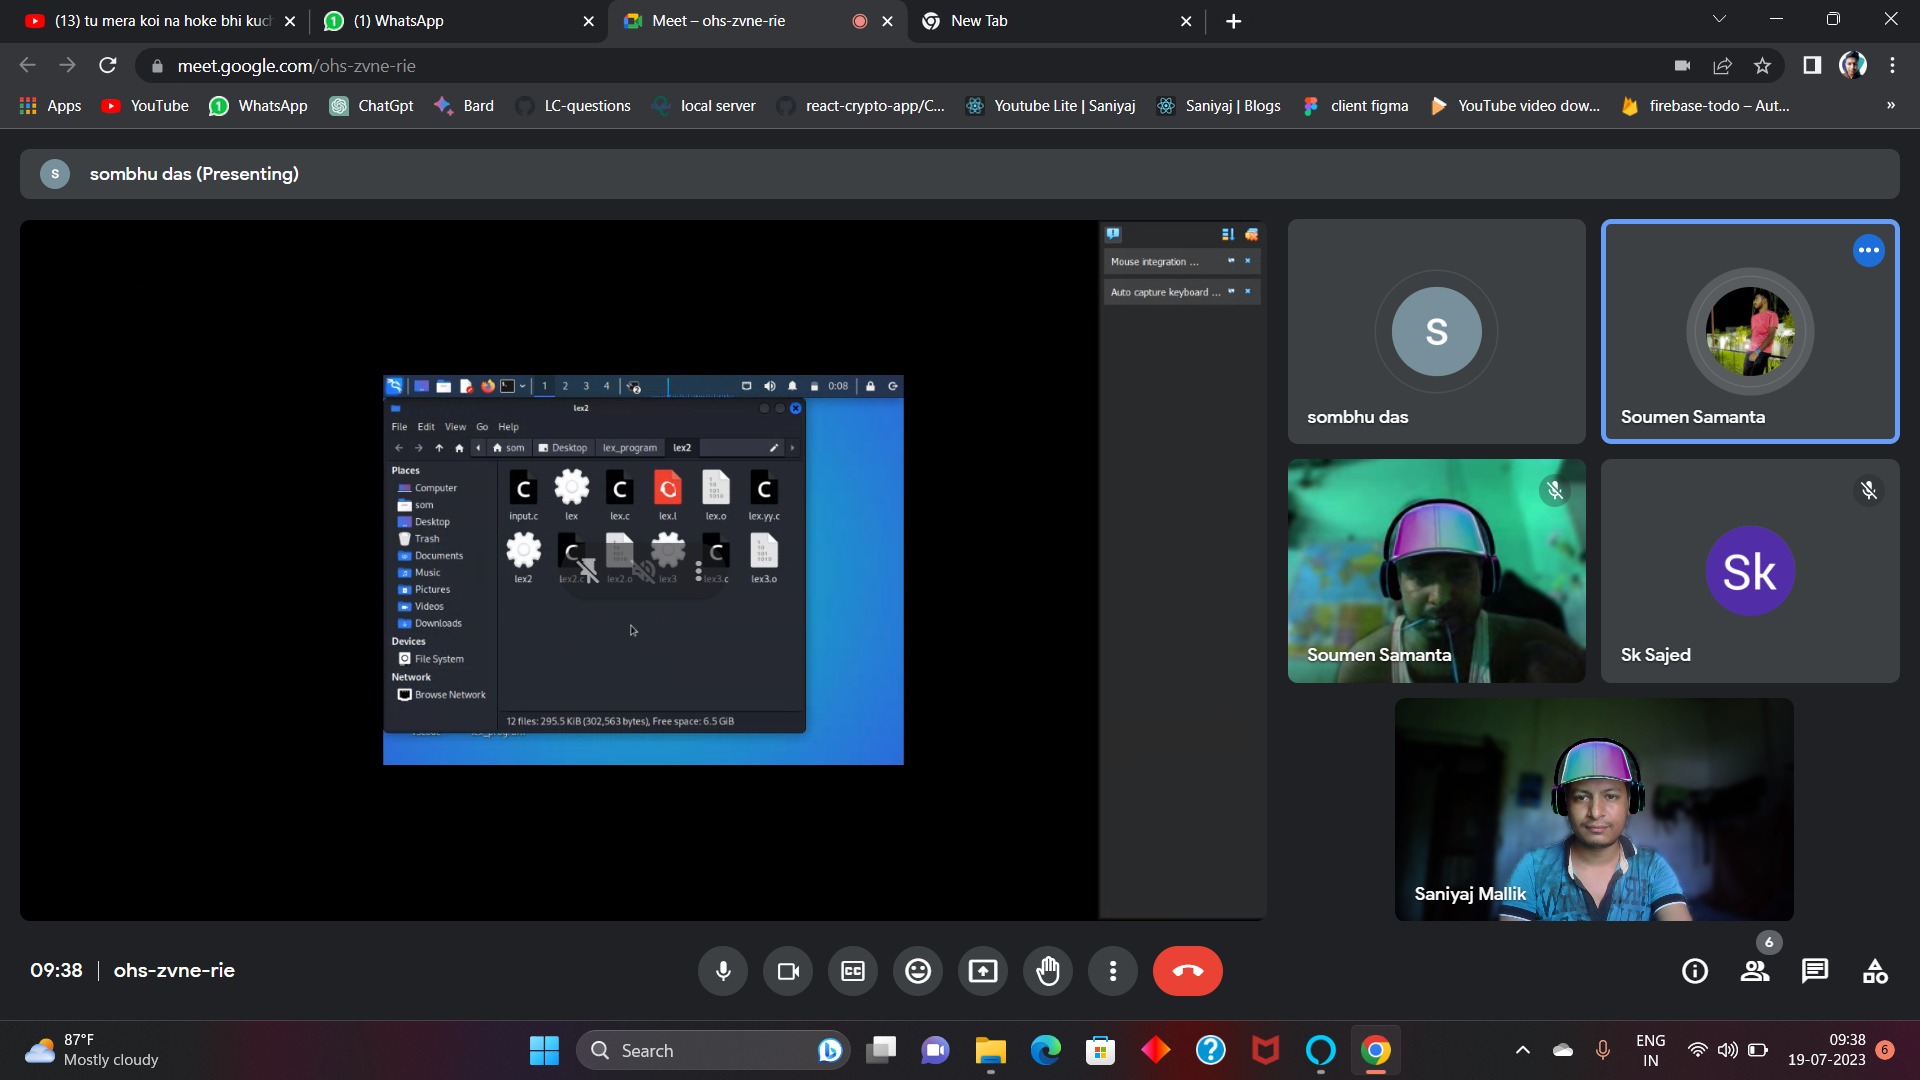 (13) tu mera koi na hoke bhi kuch
(1) WhatsApp
Meet – ohs-zvne-rie
New Tab
meet.google.com/ohs-zvne-rie
Apps
YouTube
WhatsApp
ChatGpt
Bard
LC-questions
local server
react-crypto-app/C...
Youtube Lite | Saniyaj
Saniyaj | Blogs
client figma
YouTube video dow...
firebase-todo – Aut...
»
S
sombhu das (Presenting)
Mouse integration ...
Auto capture keyboard ...
1 2 3 4
2
0:08
lex2
File Edit View Go Help
som
Desktop
lex_program
lex2
Places
Computer
som
Desktop
Trash
Documents
Music
Pictures
Videos
Downloads
Devices
File System
Network
Browse Network
input.c
lex
lex.c
lex.l
lex.o
lex.yy.c
lex2
lex2.c
lex2.o
lex3
lex3.c
lex3.o
12 files: 295.5 KiB (302,563 bytes), Free space: 6.5 GiB
lex_program
S
sombhu das
Soumen Samanta
Soumen Samanta
Sk
Sk Sajed
Saniyaj Mallik
09:38 | ohs-zvne-rie
CC
6
87°F
Mostly cloudy
Search
ENG
IN
09:38
19-07-2023
6